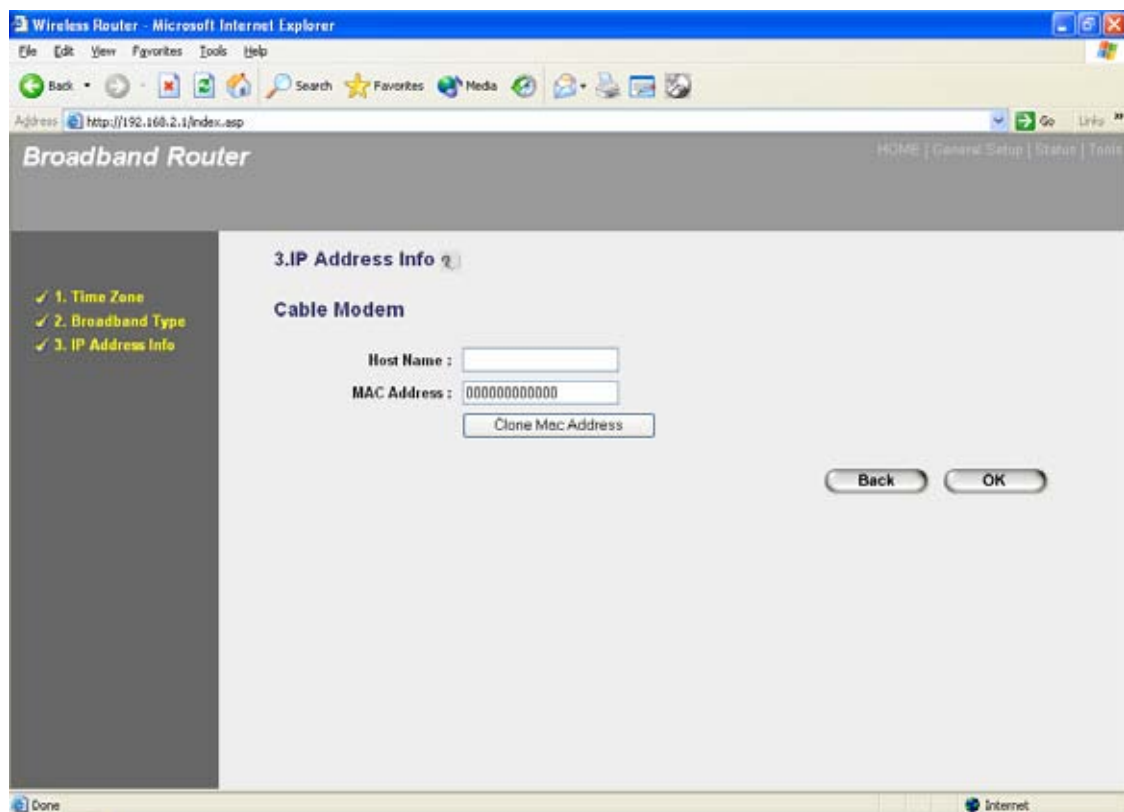 Wireless Router - Microsoft Internet Explorer
File Edit View Favorites Tools Help
Back Search Favorites Media
Address http://192.168.2.1/index.asp Go Links »
Broadband Router
HOME | General Setup | Status | Tools
✓ 1. Time Zone
✓ 2. Broadband Type
✓ 3. IP Address Info
3.IP Address Info
Cable Modem
Host Name :
MAC Address : 000000000000
Clone Mac Address
Back OK
Done Internet